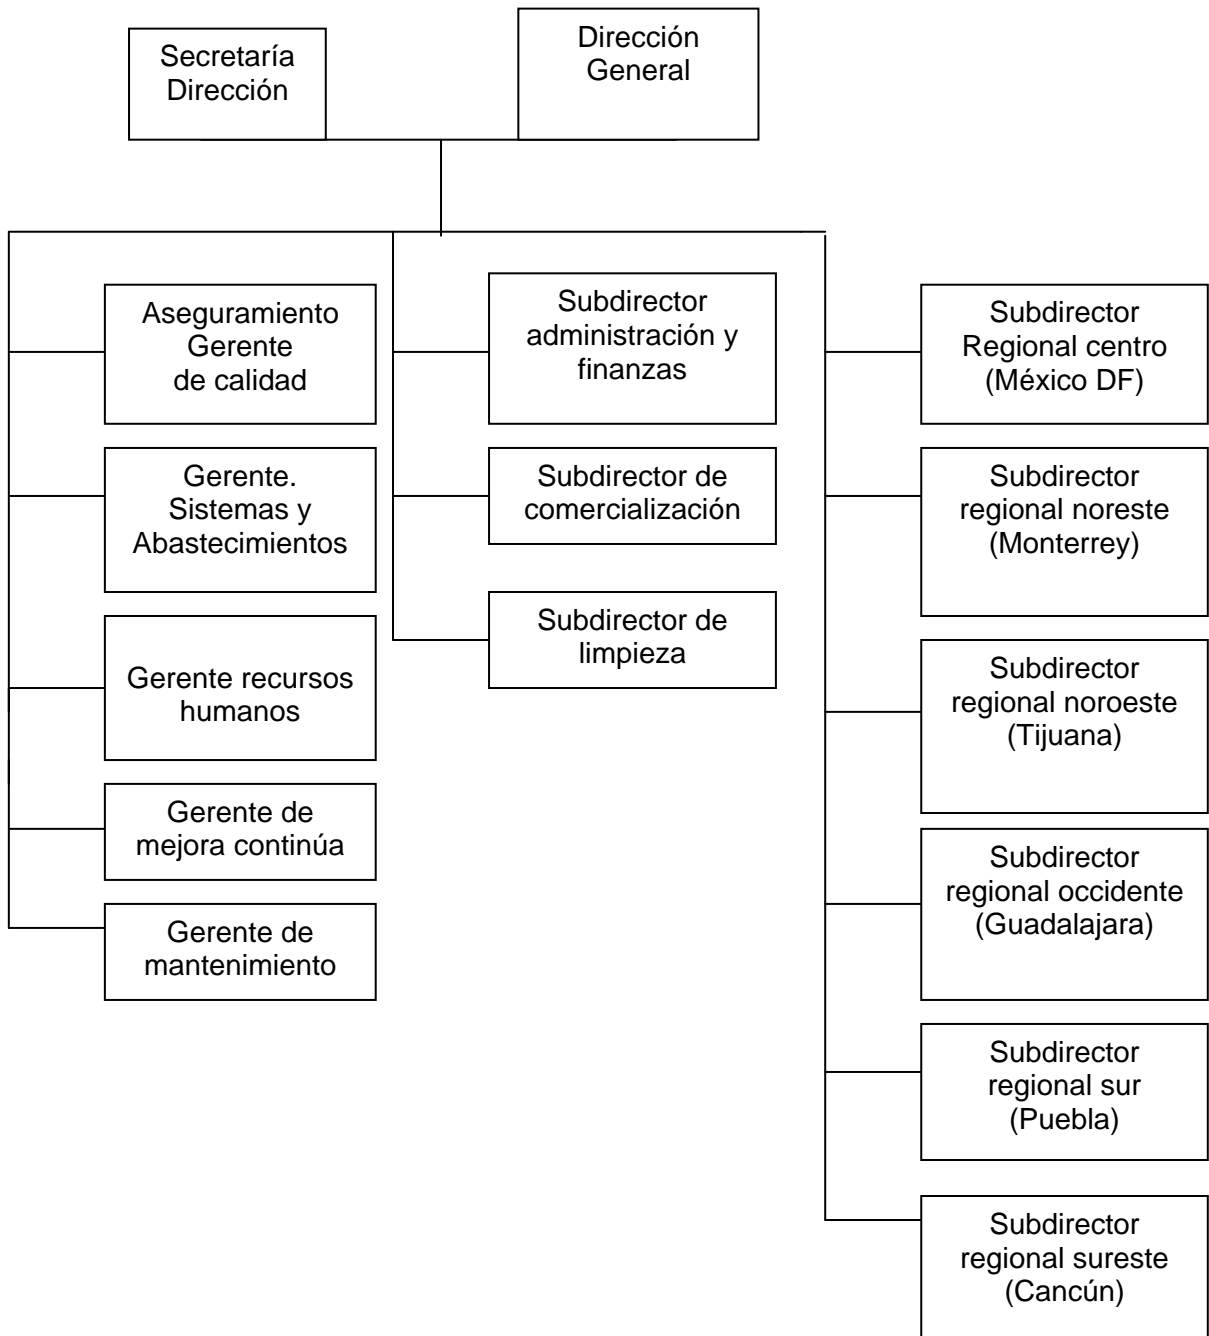 Secretaría
Dirección
Dirección
General
Aseguramiento
Gerente
de calidad
Gerente.
Sistemas y
Abastecimientos
Gerente recursos
humanos
Gerente de
mejora continúa
Gerente de
mantenimiento
Subdirector
administración y
finanzas
Subdirector de
comercialización
Subdirector de
limpieza
Subdirector
Regional centro
(México DF)
Subdirector
regional noreste
(Monterrey)
Subdirector
regional noroeste
(Tijuana)
Subdirector
regional occidente
(Guadalajara)
Subdirector
regional sur
(Puebla)
Subdirector
regional sureste
(Cancún)